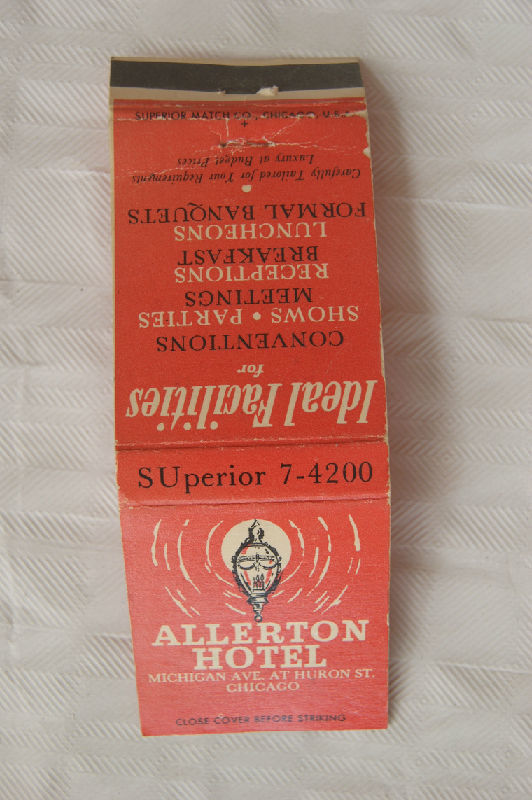 SUperior 7-4200
ALLERTON
HOTEL
MICHIGAN AVE. AT HURON ST.
CHICAGO
CLOSE COVER BEFORE STRIKING
Ideal Facilities
for
CONVENTIONS
SHOWS • PARTIES
MEETINGS
RECEPTIONS
BREAKFAST
LUNCHEONS
FORMAL BANQUETS
•
Luxury at Budget Prices
Carefully Tailored for Your Requirements
SUPERIOR MATCH CO., CHICAGO, U.S.A.